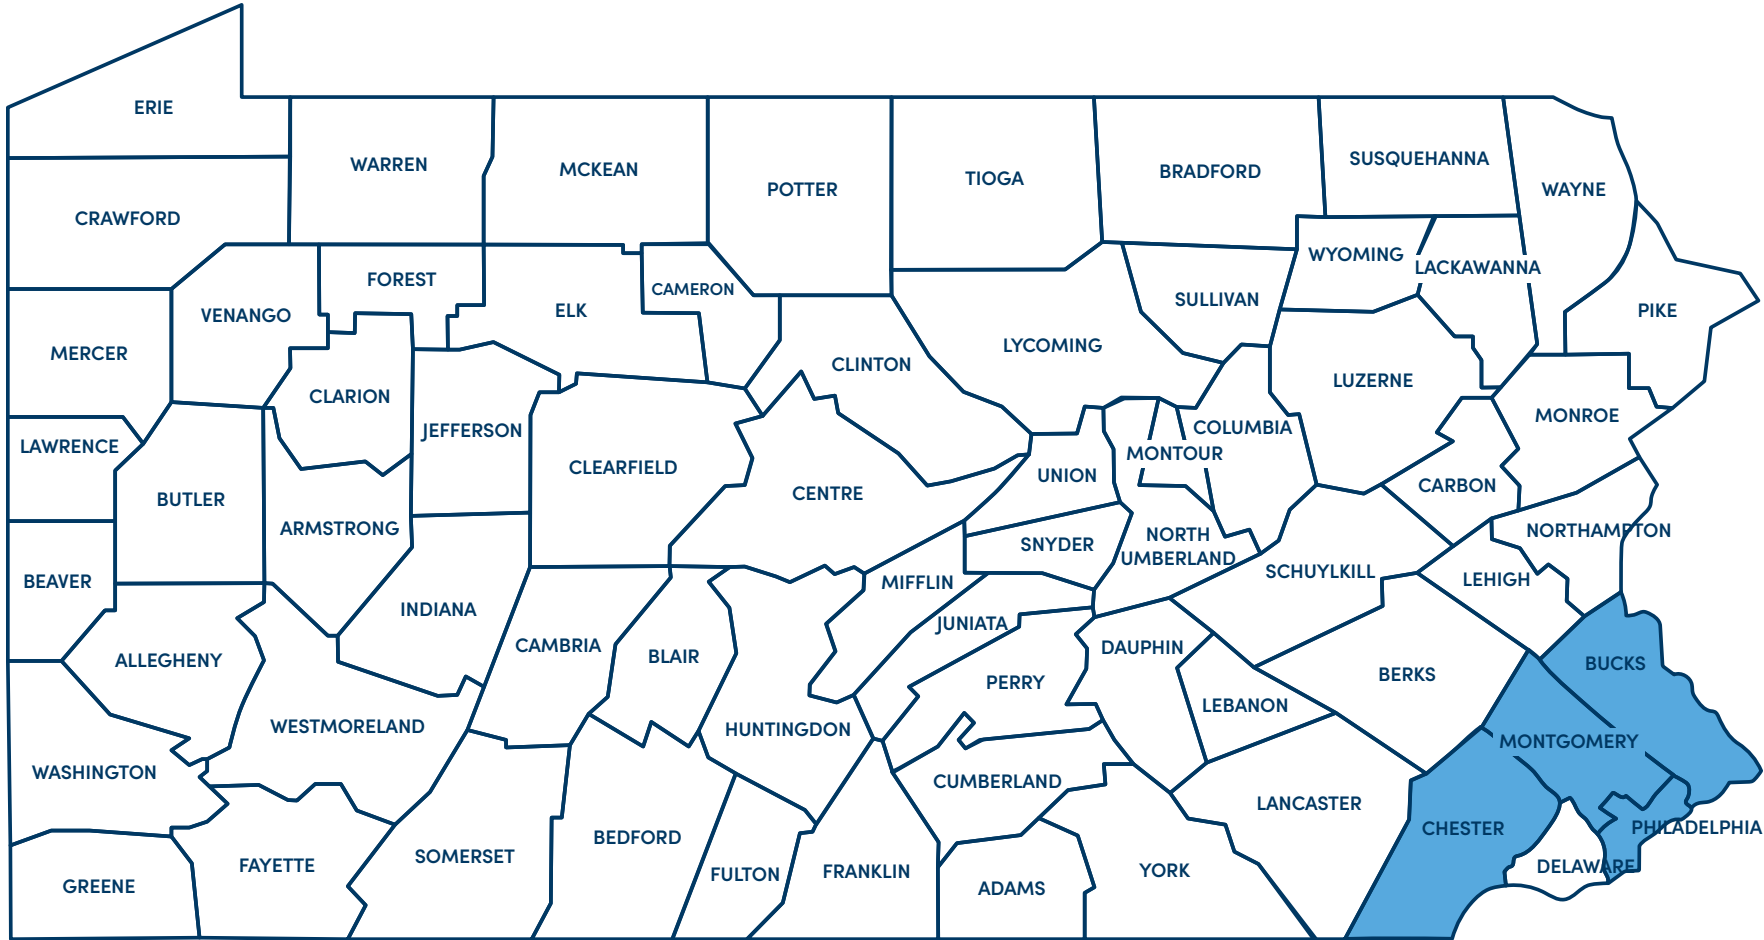 ERIE
WARREN
MCKEAN
POTTER
TIOGA
BRADFORD
SUSQUEHANNA
WAYNE
CRAWFORD
FOREST
ELK
CAMERON
WYOMING
LACKAWANNA
VENANGO
SULLIVAN
PIKE
MERCER
CLARION
CLINTON
LYCOMING
LUZERNE
MONROE
LAWRENCE
JEFFERSON
CLEARFIELD
CENTRE
UNION
MONTOUR
COLUMBIA
CARBON
BUTLER
ARMSTRONG
SNYDER
NORTH
UMBERLAND
NORTHAMPTON
BEAVER
INDIANA
MIFFLIN
SCHUYLKILL
LEHIGH
ALLEGHENY
CAMBRIA
BLAIR
JUNIATA
DAUPHIN
BERKS
BUCKS
WESTMORELAND
HUNTINGDON
PERRY
LEBANON
MONTGOMERY
WASHINGTON
CUMBERLAND
LANCASTER
CHESTER
PHILADELPHIA
GREENE
FAYETTE
SOMERSET
BEDFORD
FULTON
FRANKLIN
ADAMS
YORK
DELAWARE